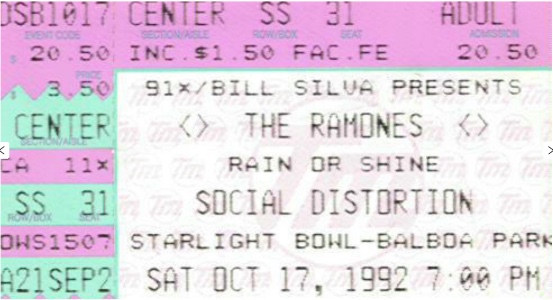 DSB1017 CENTER SS 31 ADULT
EVENT CODE SECTION/AISLE ROW/BOX SEAT ADMISSION
$ 20.50 INC.$1.50 FAC.FE 20.50
PRICE
$ 3.50 91X/BILL SILVA PRESENTS
CENTER <> THE RAMONES <>
SECTION/AISLE
LA 11X RAIN OR SHINE
SS 31 SOCIAL DISTORTION
ROW/BOX SEAT
OWS1507 STARLIGHT BOWL-BALBOA PARK
A21SEP2 SAT OCT 17, 1992 7:00 PM